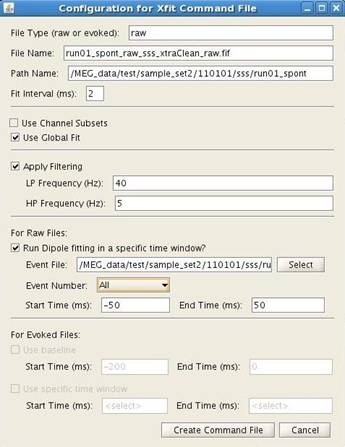 Configuration for Xfit Command File
File Type (raw or evoked): raw
File Name: run01_spont_raw_sss_xtraClean_raw.fif
Path Name: /MEG_data/test/sample_set2/110101/sss/run01_spont
Fit Interval (ms): 2
Use Channel Subsets
Use Global Fit
Apply Filtering
LP Frequency (Hz): 40
HP Frequency (Hz): 5
For Raw Files:
Run Dipole fitting in a specific time window?
Event File: /MEG_data/test/sample_set2/110101/sss/ru Select
Event Number: All
Start Time (ms): -50 End Time (ms): 50
For Evoked Files:
Use baseline
Start Time (ms): -200 End Time (ms): 0
Use specific time window
Start Time (ms): <select> End Time (ms): <select>
Create Command File Cancel